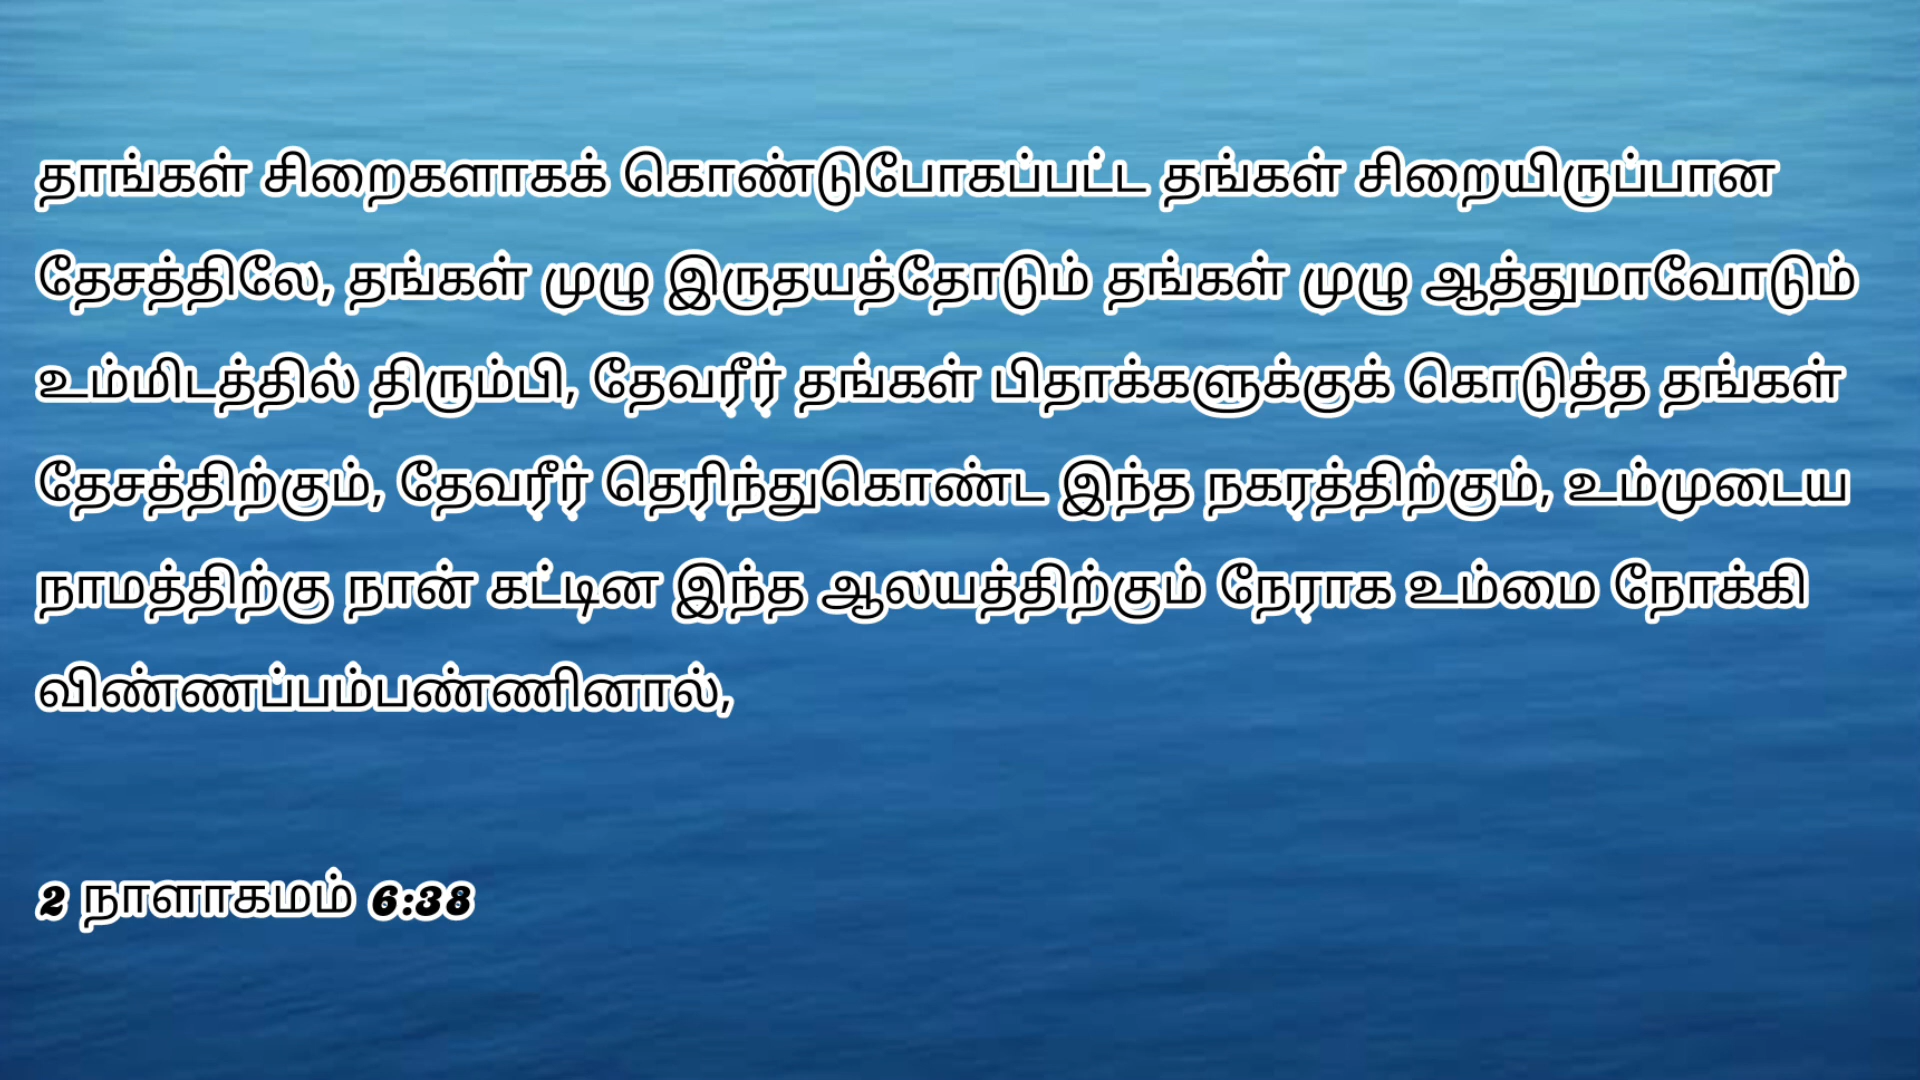 தாங்கள் சிறைகளாகக் கொண்டுபோகப்பட்ட தங்கள் சிறையிருப்பான
தேசத்திலே, தங்கள் முழு இருதயத்தோடும் தங்கள் முழு ஆத்துமாவோடும்
உம்மிடத்தில் திரும்பி, தேவரீர் தங்கள் பிதாக்களுக்குக் கொடுத்த தங்கள்
தேசத்திற்கும், தேவரீர் தெரிந்துகொண்ட இந்த நகரத்திற்கும், உம்முடைய
நாமத்திற்கு நான் கட்டின இந்த ஆலயத்திற்கும் நேராக உம்மை நோக்கி
விண்ணப்பம்பண்ணினால்,
2 நாளாகமம் 6:38